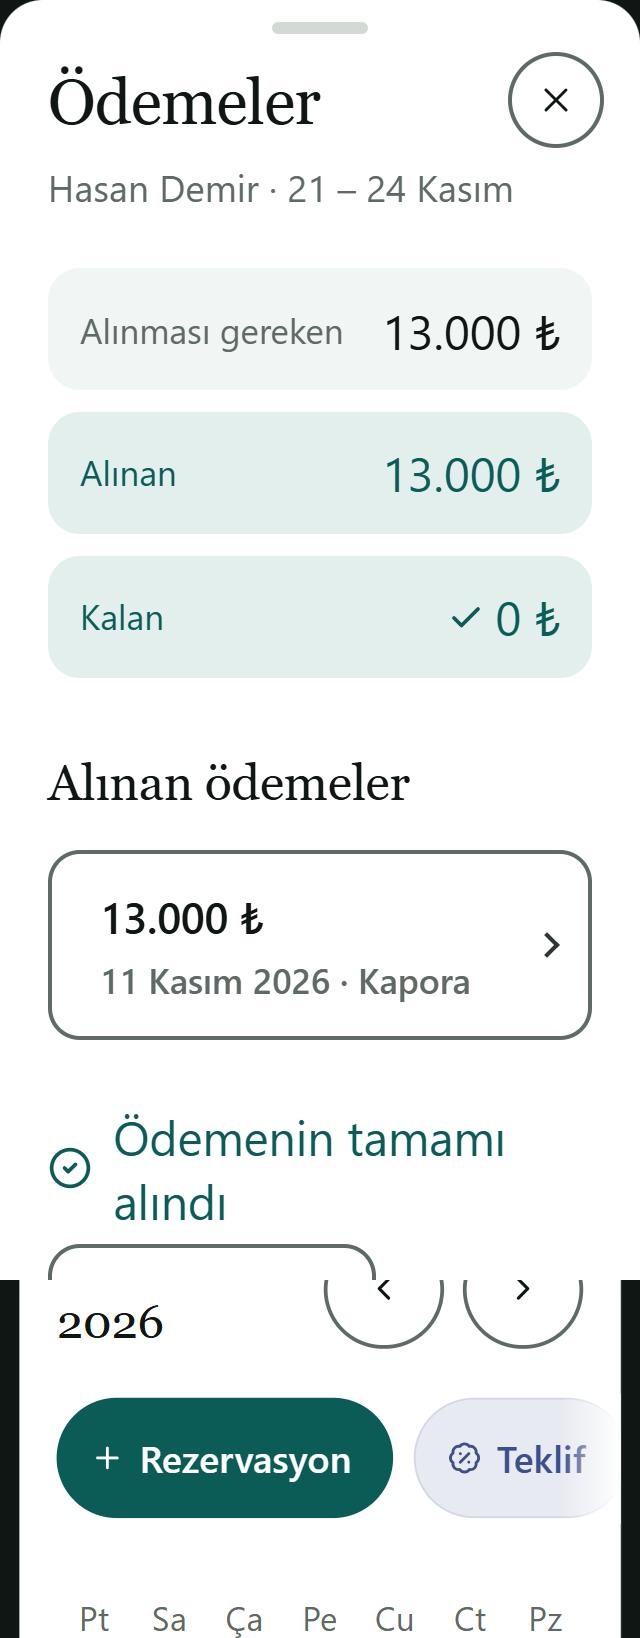 Ödemeler
Hasan Demir · 21 – 24 Kasım
Alınması gereken 13.000 ₺
Alınan 13.000 ₺
Kalan 0 ₺
Alınan ödemeler
13.000 ₺
11 Kasım 2026 · Kapora
Ödemenin tamamı
alındı
2026
Rezervasyon Teklif
Pt Sa Ça Pe Cu Ct Pz